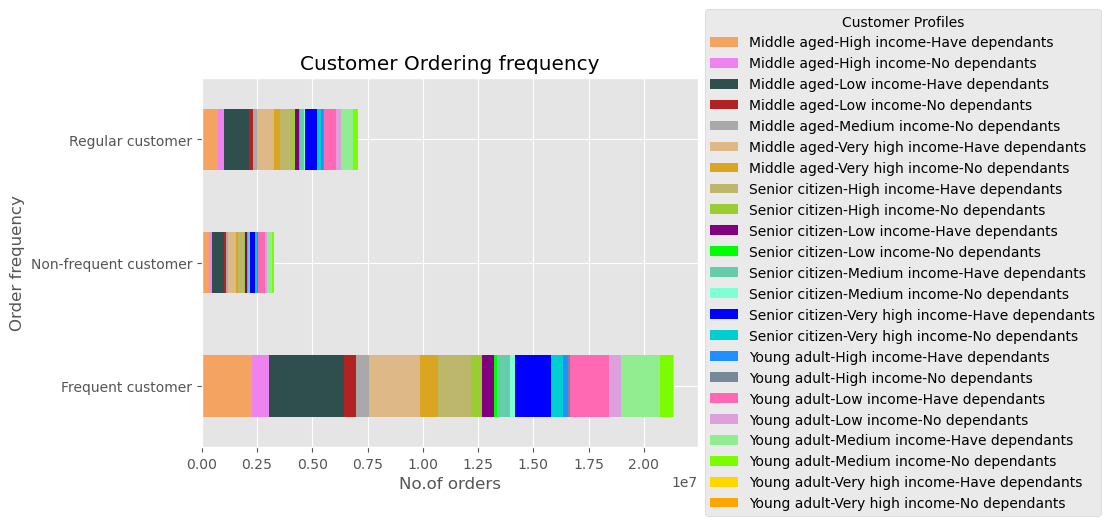 Customer Ordering frequency
Order frequency
Regular customer
Non-frequent customer
Frequent customer
0.00 0.25 0.50 0.75 1.00 1.25 1.50 1.75 2.00
1e7
No.of orders
Customer Profiles
Middle aged-High income-Have dependants
Middle aged-High income-No dependants
Middle aged-Low income-Have dependants
Middle aged-Low income-No dependants
Middle aged-Medium income-No dependants
Middle aged-Very high income-Have dependants
Middle aged-Very high income-No dependants
Senior citizen-High income-Have dependants
Senior citizen-High income-No dependants
Senior citizen-Low income-Have dependants
Senior citizen-Low income-No dependants
Senior citizen-Medium income-Have dependants
Senior citizen-Medium income-No dependants
Senior citizen-Very high income-Have dependants
Senior citizen-Very high income-No dependants
Young adult-High income-Have dependants
Young adult-High income-No dependants
Young adult-Low income-Have dependants
Young adult-Low income-No dependants
Young adult-Medium income-Have dependants
Young adult-Medium income-No dependants
Young adult-Very high income-Have dependants
Young adult-Very high income-No dependants